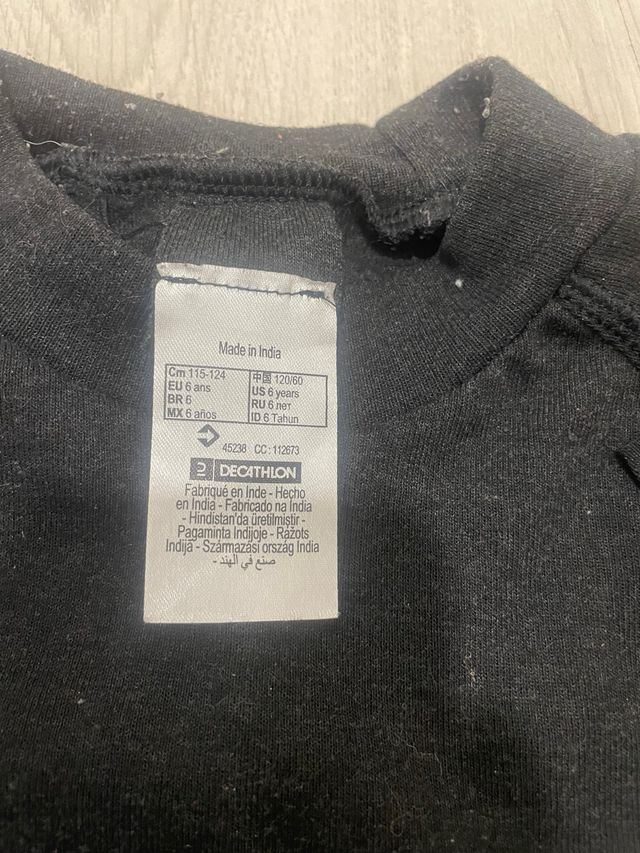 Made in India
Cm 115-124
EU 6 ans
BR 6
MX 6 años
中国 120/60
US 6 years
RU 6 лет
ID 6 Tahun
45238 CC : 112673
DECATHLON
Fabriqué en Inde - Hecho
en India - Fabricado na India
- Hindistan'da üretilmiştir -
Pagaminta Indijoje - Ražots
Indijā - Származási ország India
- صنع في الهند